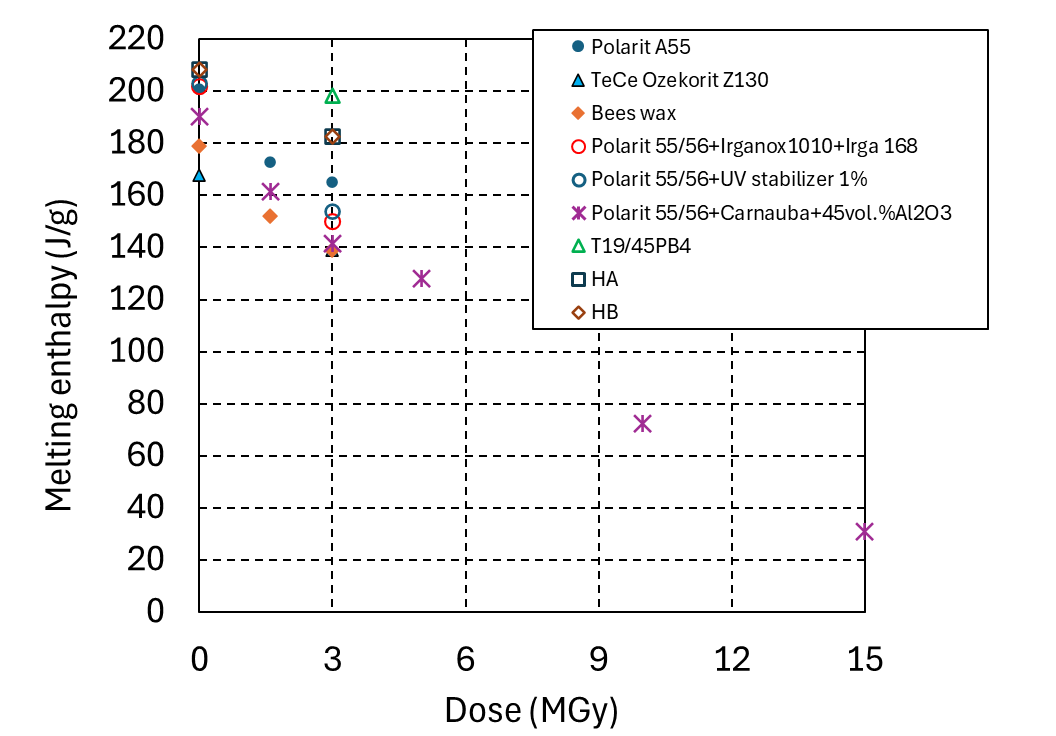 220
200
180
160
140
120
100
80
60
40
20
0
Melting enthalpy (J/g)
Polarit A55
TeCe Ozekorit Z130
Bees wax
Polarit 55/56+Irganox1010+Irga 168
Polarit 55/56+UV stabilizer 1%
Polarit 55/56+Carnauba+45vol.%Al2O3
T19/45PB4
HA
HB
0 3 6 9 12 15
Dose (MGy)